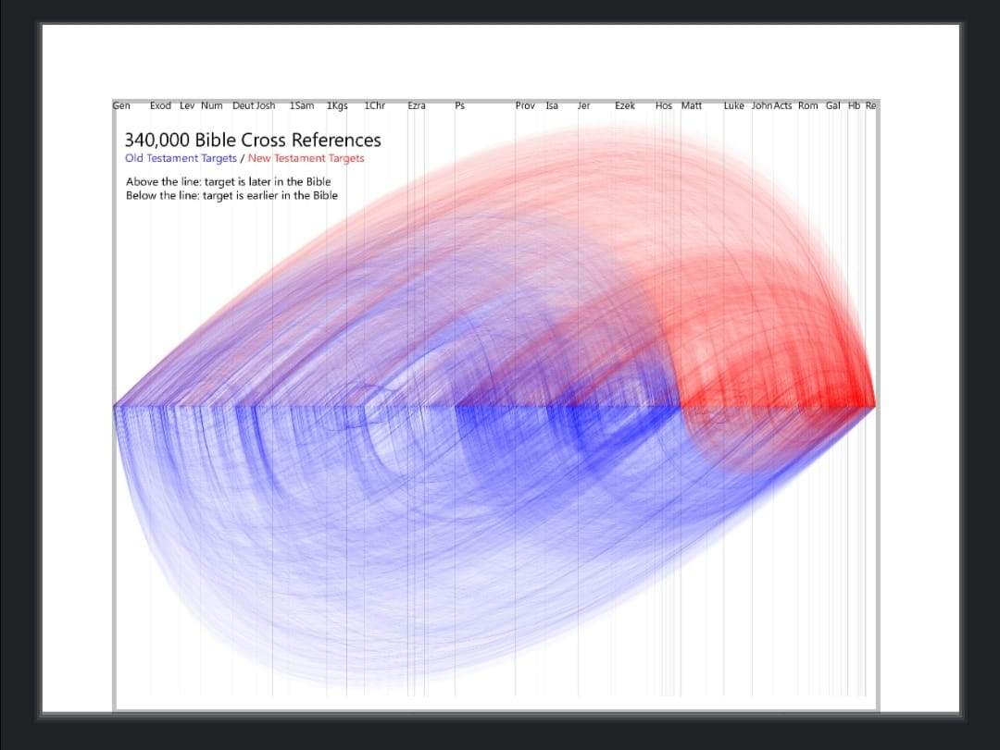 Gen Exod Lev Num Deut Josh 1Sam 1Kgs 1Chr Ezra Ps Prov Isa Jer Ezek Hos Matt Luke John Acts Rom Gal Hb Re
340,000 Bible Cross References
Old Testament Targets / New Testament Targets
Above the line: target is later in the Bible
Below the line: target is earlier in the Bible